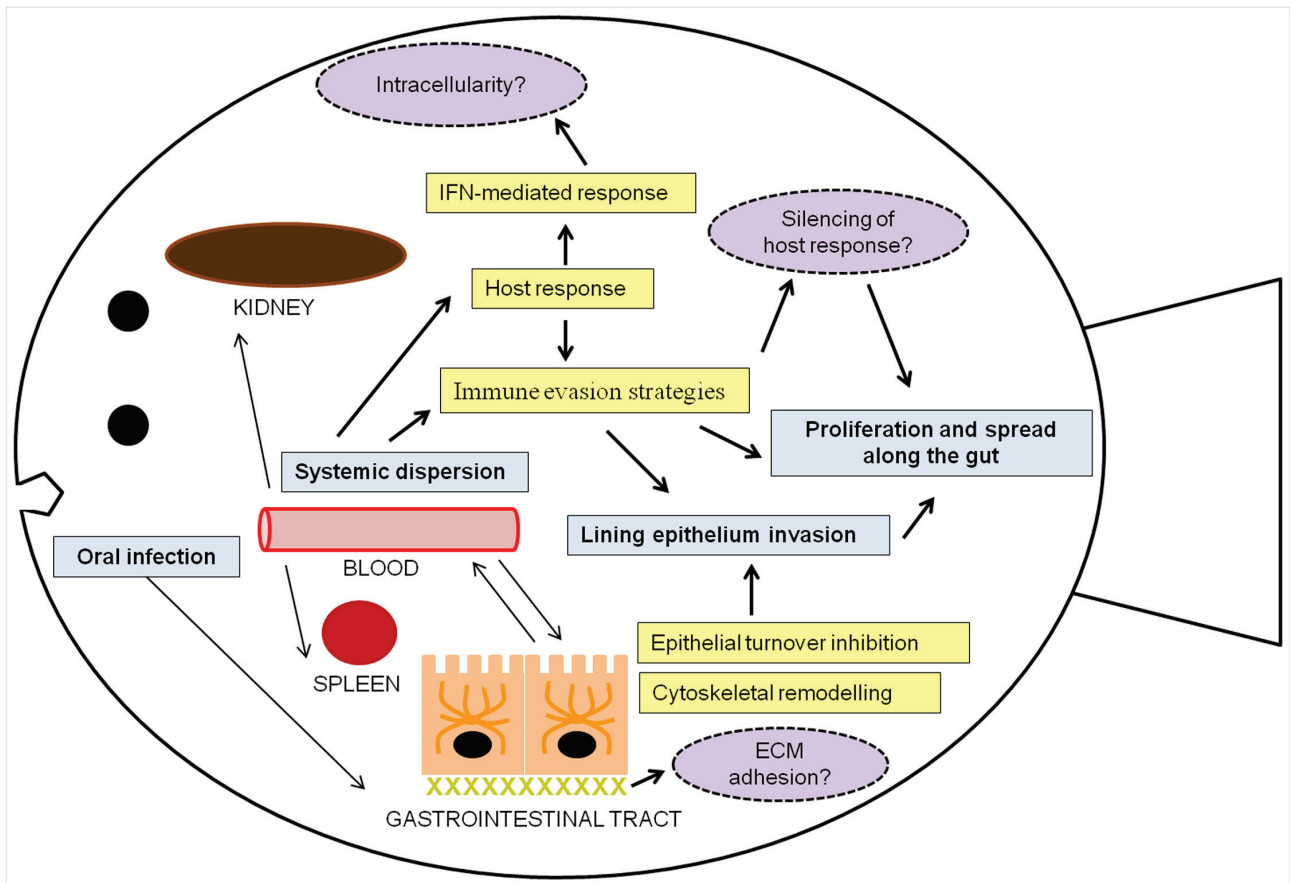 Intracellularity?
IFN-mediated response
Silencing of
host response?
KIDNEY
Host response
Immune evasion strategies
Proliferation and spread
along the gut
Systemic dispersion
Lining epithelium invasion
Oral infection
BLOOD
Epithelial turnover inhibition
SPLEEN
Cytoskeletal remodelling
ECM
adhesion?
XXXXXXXXXXX
GASTROINTESTINAL TRACT